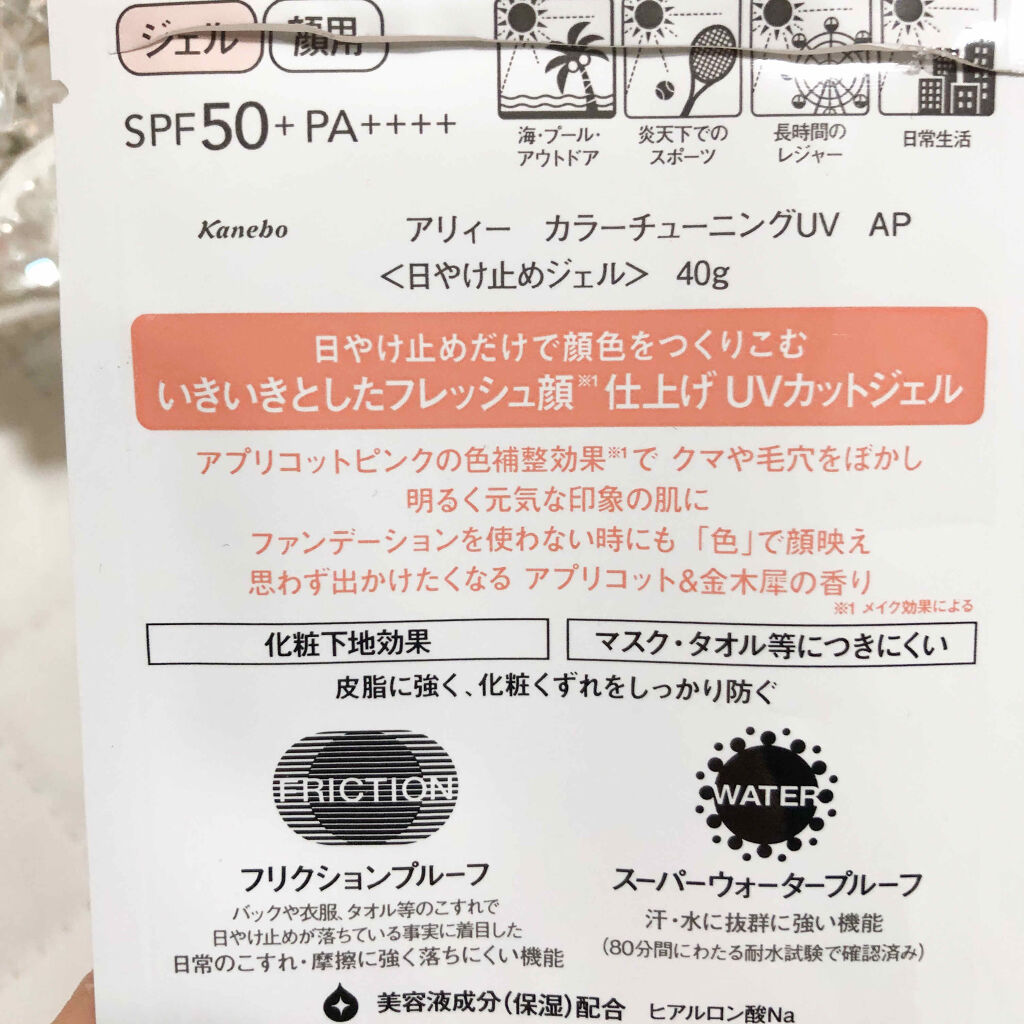 ジェル 顔用
SPF50+ PA++++
海・プール・
アウトドア
炎天下での
スポーツ
長時間の
レジャー
日常生活
Kanebo アリィー カラーチューニングUV AP
<日やけ止めジェル> 40g
日やけ止めだけで顔色をつくりこむ
いきいきとしたフレッシュ顔※1 仕上げ UVカットジェル
アプリコットピンクの色補整効果※1で クマや毛穴をぼかし
明るく元気な印象の肌に
ファンデーションを使わない時にも 「色」で顔映え
思わず出かけたくなる アプリコット&金木犀の香り
※1 メイク効果による
化粧下地効果
マスク・タオル等につきにくい
皮脂に強く、化粧くずれをしっかり防ぐ
FRICTION
フリクションプルーフ
バックや衣服、タオル等のこすれで
日やけ止めが落ちている事実に着目した
日常のこすれ・摩擦に強く落ちにくい機能
WATER
スーパーウォータープルーフ
汗・水に抜群に強い機能
(80分間にわたる耐水試験で確認済み)
美容液成分(保湿)配合 ヒアルロン酸Na